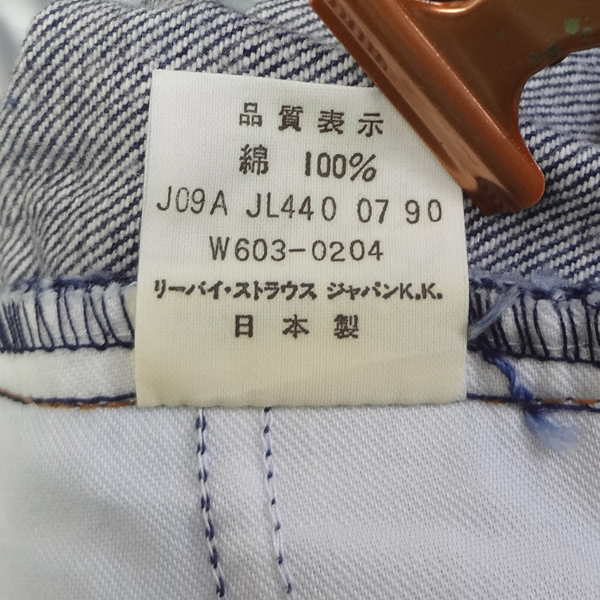 品質表示
綿 100%
J09A JL440 07 90
W603-0204
リーバイ・ストラウス ジャパンK.K.
日本製